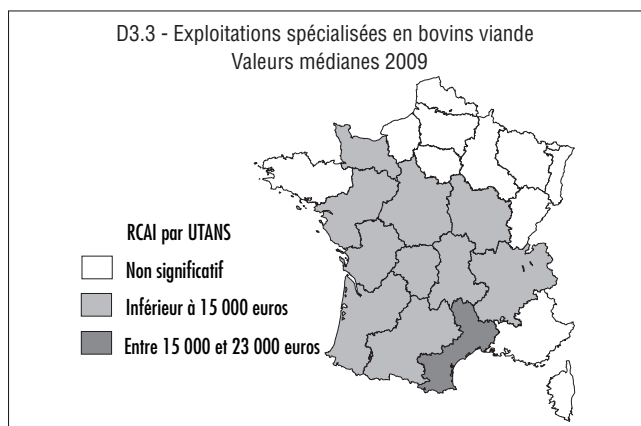 D3.3 - Exploitations spécialisées en bovins viande
Valeurs médianes 2009
RCAI par UTANS
Non significatif
Inférieur à 15 000 euros
Entre 15 000 et 23 000 euros